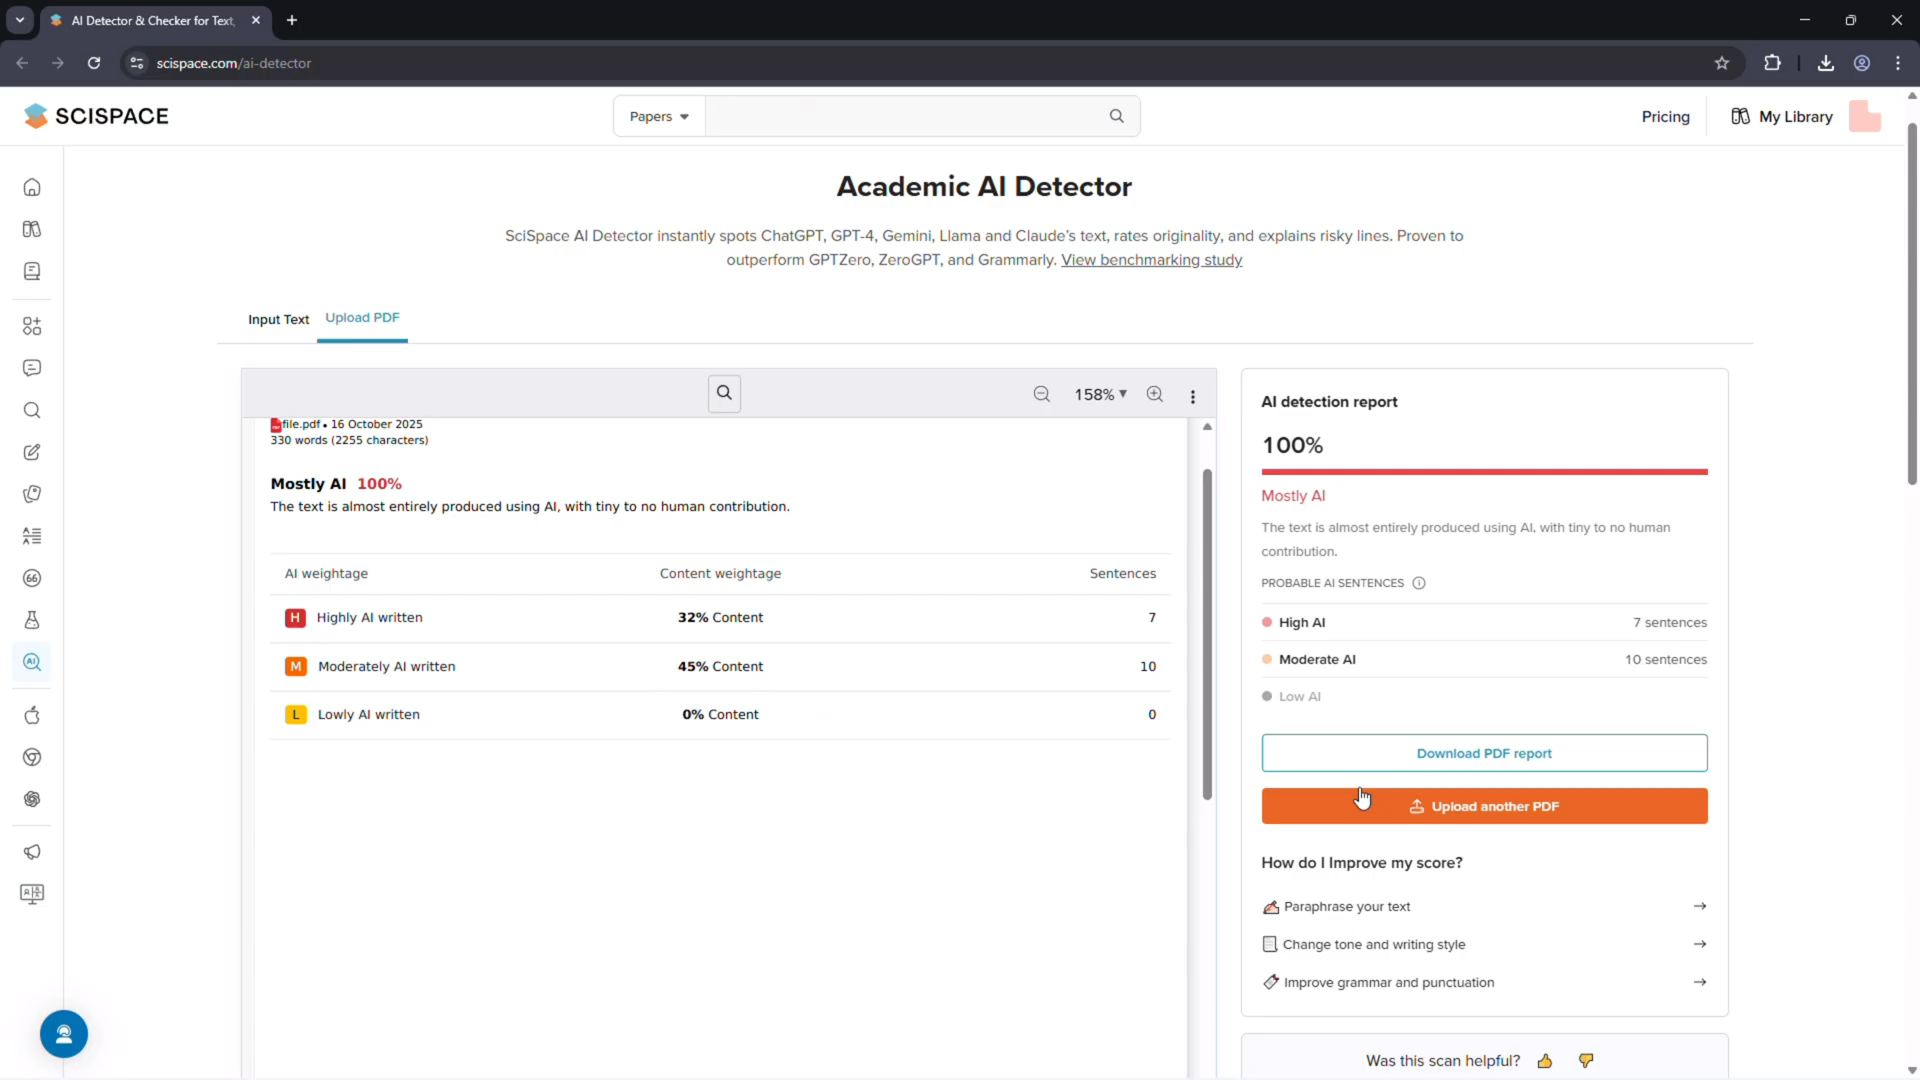 AI Detector & Checker for Text
scispace.com/ai-detector
SCISPACE
Papers
Pricing
My Library
Academic AI Detector
SciSpace AI Detector instantly spots ChatGPT, GPT-4, Gemini, Llama and Claude's text, rates originality, and explains risky lines. Proven to
outperform GPTZero, ZeroGPT, and Grammarly. View benchmarking study
Input Text
Upload PDF
158%
file.pdf • 16 October 2025
330 words (2255 characters)
Mostly AI 100%
The text is almost entirely produced using AI, with tiny to no human contribution.
AI weightage Content weightage Sentences
H Highly AI written 32% Content 7
M Moderately AI written 45% Content 10
L Lowly AI written 0% Content 0
AI detection report
100%
Mostly AI
The text is almost entirely produced using AI, with tiny to no human
contribution.
PROBABLE AI SENTENCES
High AI 7 sentences
Moderate AI 10 sentences
Low AI
Download PDF report
Upload another PDF
How do I Improve my score?
Paraphrase your text
Change tone and writing style
Improve grammar and punctuation
Was this scan helpful?